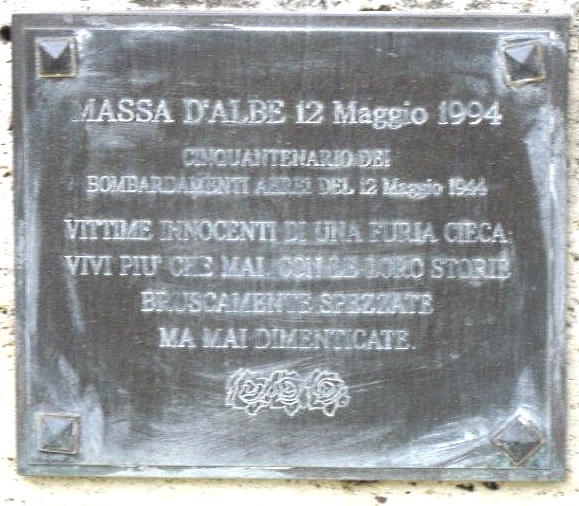 MASSA D'ALBE 12 Maggio 1994
CINQUANTENARIO DEI
BOMBARDAMENTI AEREI DEL 12 Maggio 1944
VITTIME INNOCENTI DI UNA FURIA CIECA
VIVI PIU' CHE MAI, CON LE LORO STORIE
BRUSCAMENTE SPEZZATE
MA MAI DIMENTICATE.